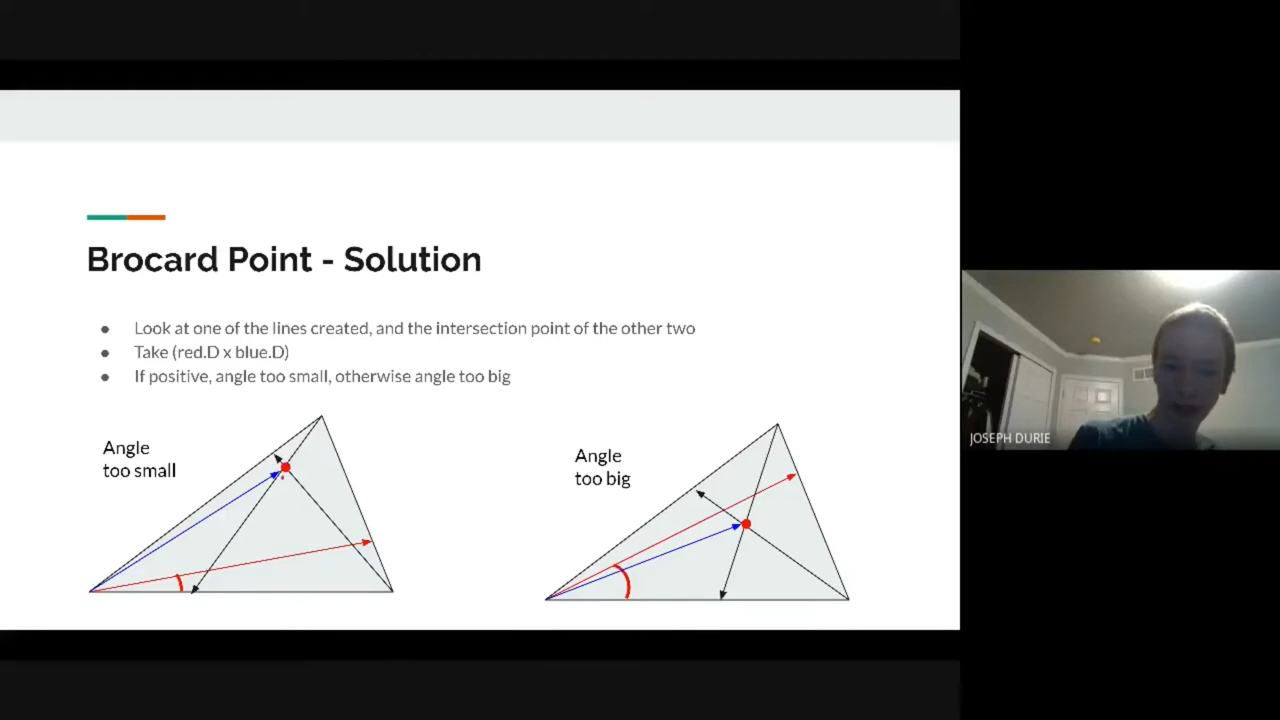 Brocard Point - Solution
● Look at one of the lines created, and the intersection point of the other two
● Take (red.D x blue.D)
● If positive, angle too small, otherwise angle too big
Angle
too small
Angle
too big
JOSEPH DURIE